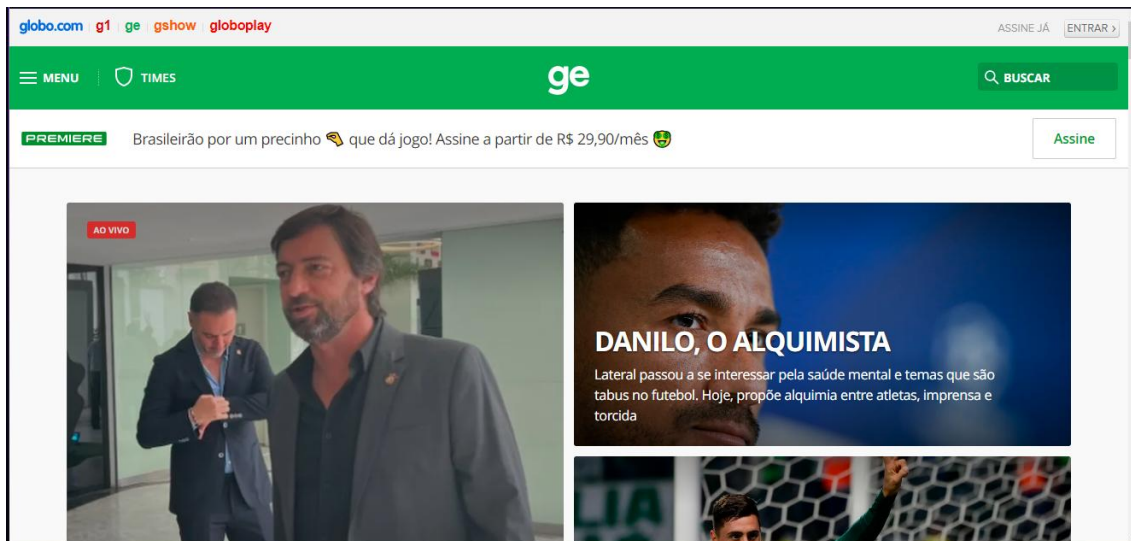 globo.com g1 ge gshow globoplay ASSINE JÁ ENTRAR >
MENU TIMES ge BUSCAR
PREMIERE Brasileirão por um precinho 🤏 que dá jogo! Assine a partir de R$ 29,90/mês 🤑 Assine
AO VIVO
DANILO, O ALQUIMISTA
Lateral passou a se interessar pela saúde mental e temas que são
tabus no futebol. Hoje, propõe alquimia entre atletas, imprensa e
torcida